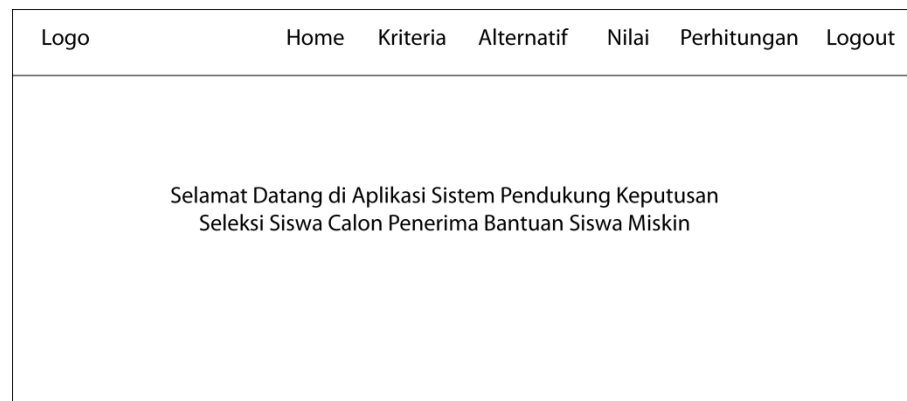 Logo Home Kriteria Alternatif Nilai Perhitungan Logout
Selamat Datang di Aplikasi Sistem Pendukung Keputusan
Seleksi Siswa Calon Penerima Bantuan Siswa Miskin